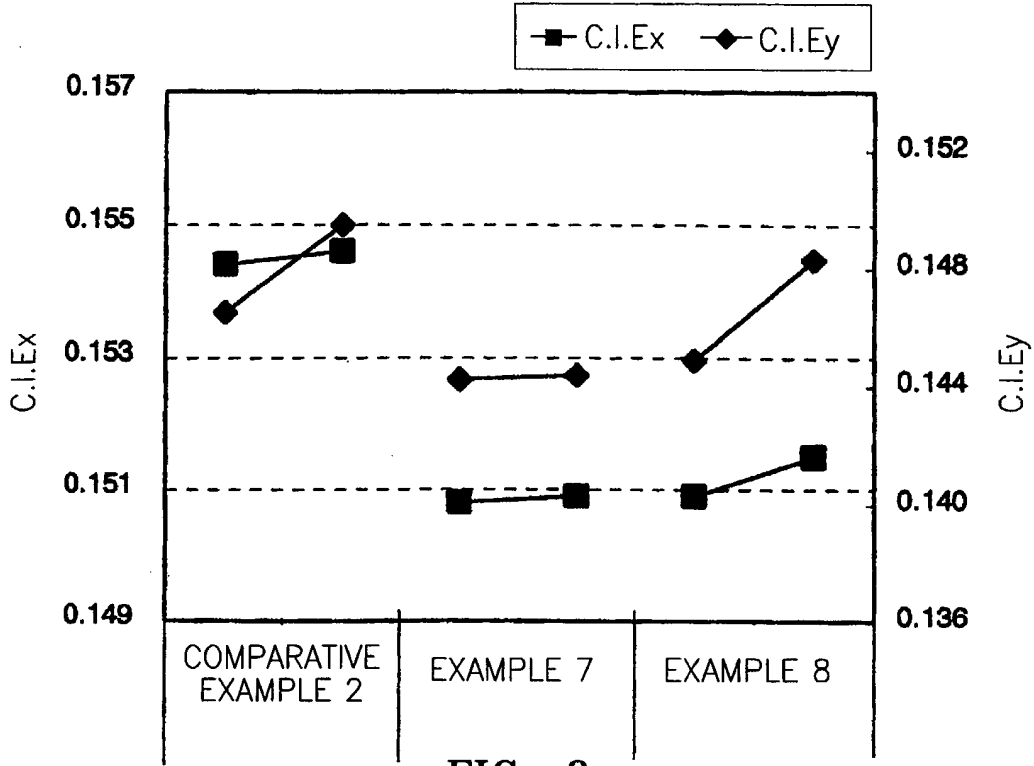 C.I.Ex C.I.Ey
0.157
0.155
0.153
0.151
0.149
C.I.Ex
0.152
0.148
0.144
0.140
0.136
C.I.Ey
COMPARATIVE
EXAMPLE 2
EXAMPLE 7
EXAMPLE 8